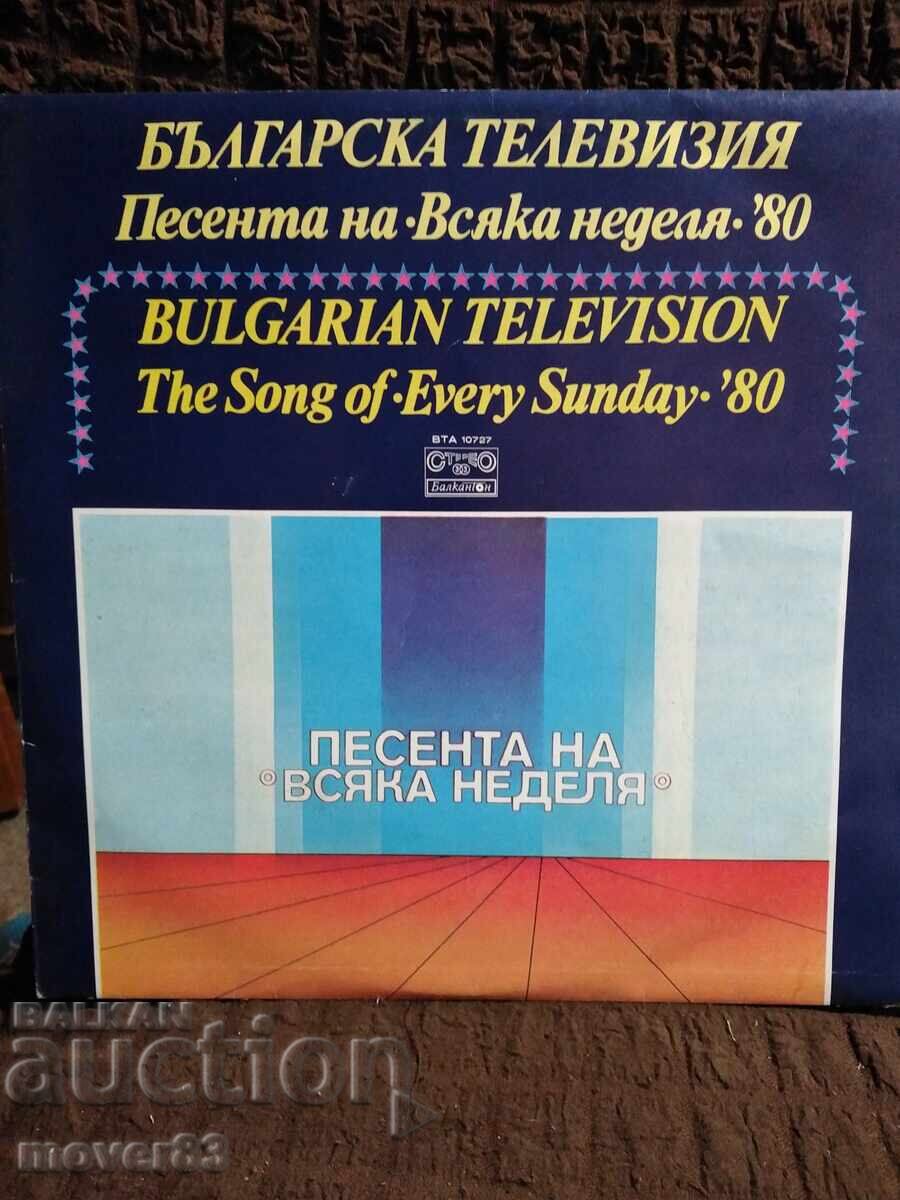 БЪЛГАРСКА ТЕЛЕВИЗИЯ
Песента на •Всяка неделя• '80
BULGARIAN TELEVISION
The Song of •Every Sunday• '80
ВТА 10727
СТЕРЕО
33
Балкантон
ПЕСЕНТА НА
°ВСЯКА НЕДЕЛЯ°
BALKAN
auction
mover83